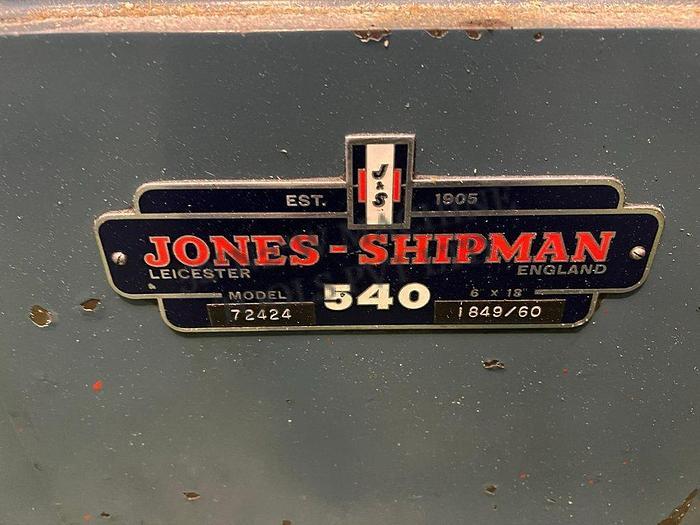 J & S
EST. 1905
JONES-SHIPMAN
LEICESTER ENGLAND
MODEL 540 6" x 18"
72424 1849/60